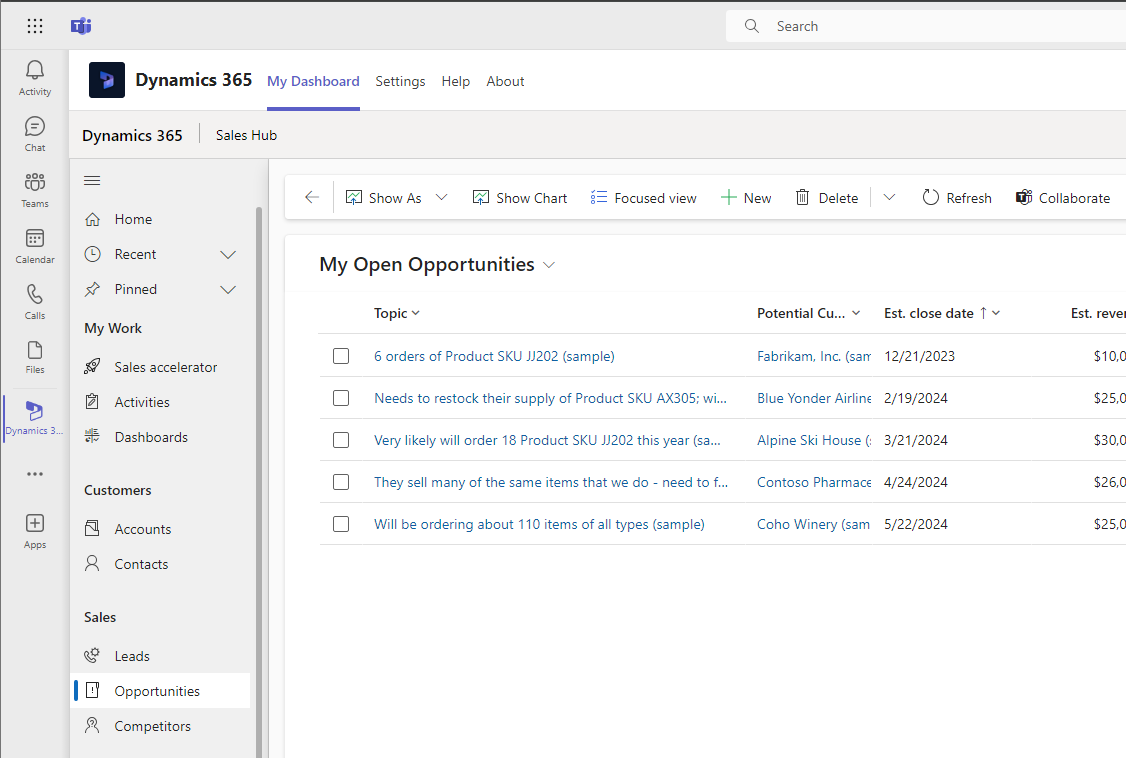 Search
Activity
Chat
Teams
Calendar
Calls
Files
Dynamics 3...
Apps
Dynamics 365 My Dashboard Settings Help About
Dynamics 365 Sales Hub
Home
Recent
Pinned
My Work
Sales accelerator
Activities
Dashboards
Customers
Accounts
Contacts
Sales
Leads
Opportunities
Competitors
Show As Show Chart Focused view New Delete Refresh Collaborate
My Open Opportunities
Topic Potential Cu... Est. close date ↑ Est. rever
6 orders of Product SKU JJ202 (sample) Fabrikam, Inc. (sam 12/21/2023 $10,0
Needs to restock their supply of Product SKU AX305; wi... Blue Yonder Airline 2/19/2024 $25,0
Very likely will order 18 Product SKU JJ202 this year (sa... Alpine Ski House (s 3/21/2024 $30,0
They sell many of the same items that we do - need to f... Contoso Pharmace 4/24/2024 $26,0
Will be ordering about 110 items of all types (sample) Coho Winery (sam 5/22/2024 $25,0